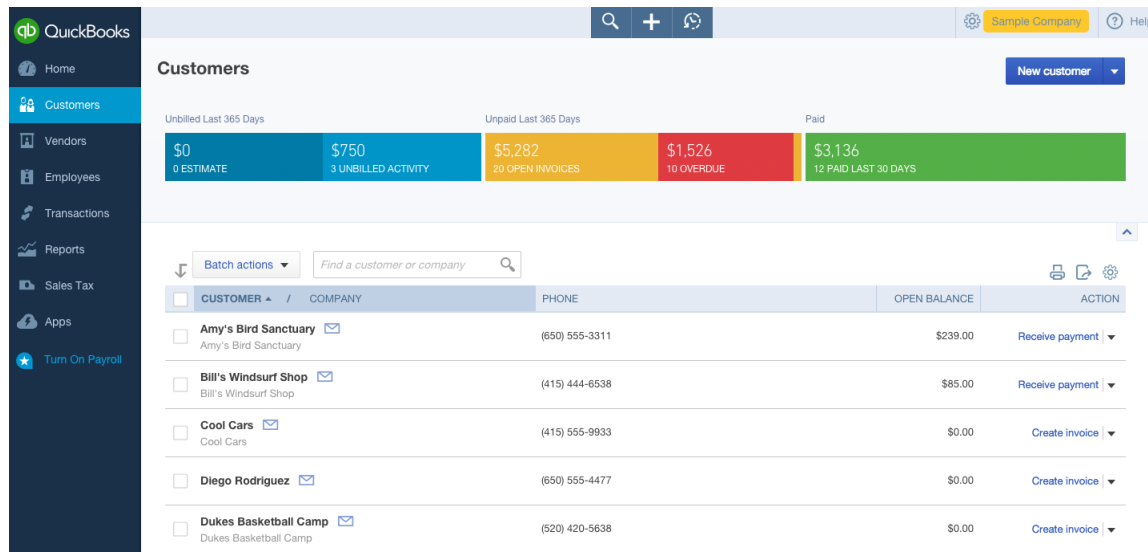 qb QuickBooks
Sample Company
? Hel
Home
Customers
Vendors
Employees
Transactions
Reports
Sales Tax
Apps
Turn On Payroll
Customers
New customer
Unbilled Last 365 Days
Unpaid Last 365 Days
Paid
$0
$750
$5,282
$1,526
$3,136
0 ESTIMATE
3 UNBILLED ACTIVITY
20 OPEN INVOICES
10 OVERDUE
12 PAID LAST 30 DAYS
Batch actions
Find a customer or company
CUSTOMER / COMPANY
PHONE
OPEN BALANCE
ACTION
Amy's Bird Sanctuary
Amy's Bird Sanctuary
(650) 555-3311
$239.00
Receive payment
Bill's Windsurf Shop
Bill's Windsurf Shop
(415) 444-6538
$85.00
Receive payment
Cool Cars
Cool Cars
(415) 555-9933
$0.00
Create invoice
Diego Rodriguez
(650) 555-4477
$0.00
Create invoice
Dukes Basketball Camp
Dukes Basketball Camp
(520) 420-5638
$0.00
Create invoice